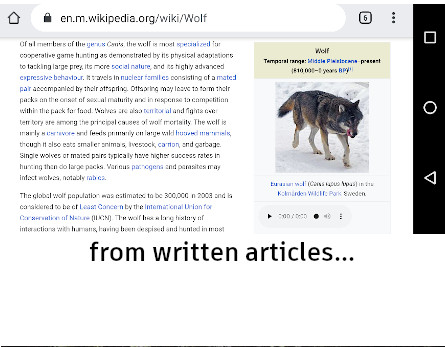 en.m.wikipedia.org/wiki/Wolf
6
Of all members of the genus Canis, the wolf is most specialized for
cooperative game hunting as demonstrated by its physical adaptations
to tackling large prey, its more social nature, and its highly advanced
expressive behaviour. It travels in nuclear families consisting of a mated
pair accompanied by their offspring. Offspring may leave to form their
packs on the onset of sexual maturity and in response to competition
within the pack for food. Wolves are also territorial and fights over
territory are among the principal causes of wolf mortality. The wolf is
mainly a carnivore and feeds primarily on large wild hooved mammals,
though it also eats smaller animals, livestock, carrion, and garbage.
Single wolves or mated pairs typically have higher success rates in
hunting than do large packs. Various pathogens and parasites may
infect wolves, notably rabies.
The global wolf population was estimated to be 300,000 in 2003 and is
considered to be of Least Concern by the International Union for
Conservation of Nature (IUCN). The wolf has a long history of
interactions with humans, having been despised and hunted in most
Wolf
Temporal range: Middle Pleistocene–present
(810,000–0 years BP)[1]
Eurasian wolf (Canis lupus lupus) in the
Kolmården Wildlife Park, Sweden.
0:00 / 0:00
from written articles...